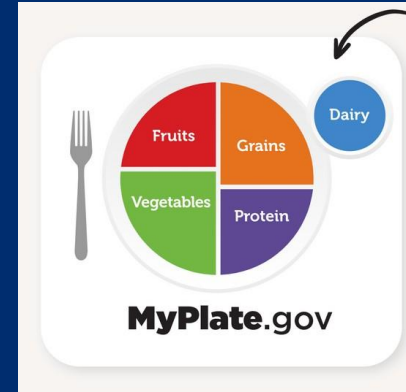 Fruits
Grains
Dairy
Vegetables
Protein
MyPlate.gov